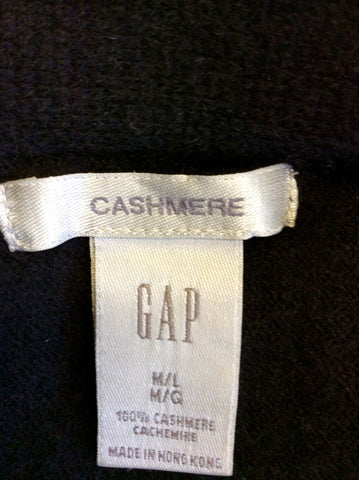 CASHMERE
GAP
M/L
M/G
100% CASHMERE
CACHEMIRE
MADE IN HONG KONG